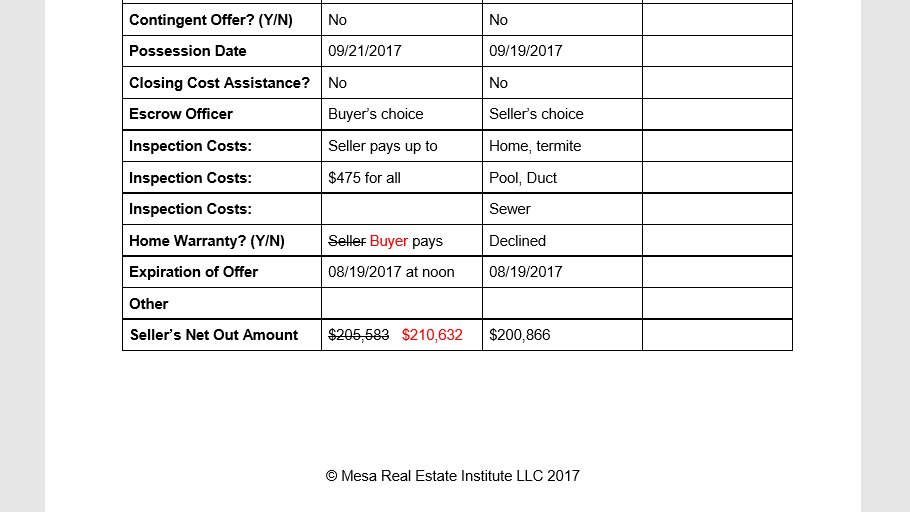 Contingent Offer? (Y/N) No No
Possession Date 09/21/2017 09/19/2017
Closing Cost Assistance? No No
Escrow Officer Buyer’s choice Seller’s choice
Inspection Costs: Seller pays up to Home, termite
Inspection Costs: $475 for all Pool, Duct
Inspection Costs: Sewer
Home Warranty? (Y/N) Seller Buyer pays Declined
Expiration of Offer 08/19/2017 at noon 08/19/2017
Other
Seller’s Net Out Amount $205,583 $210,632 $200,866
© Mesa Real Estate Institute LLC 2017